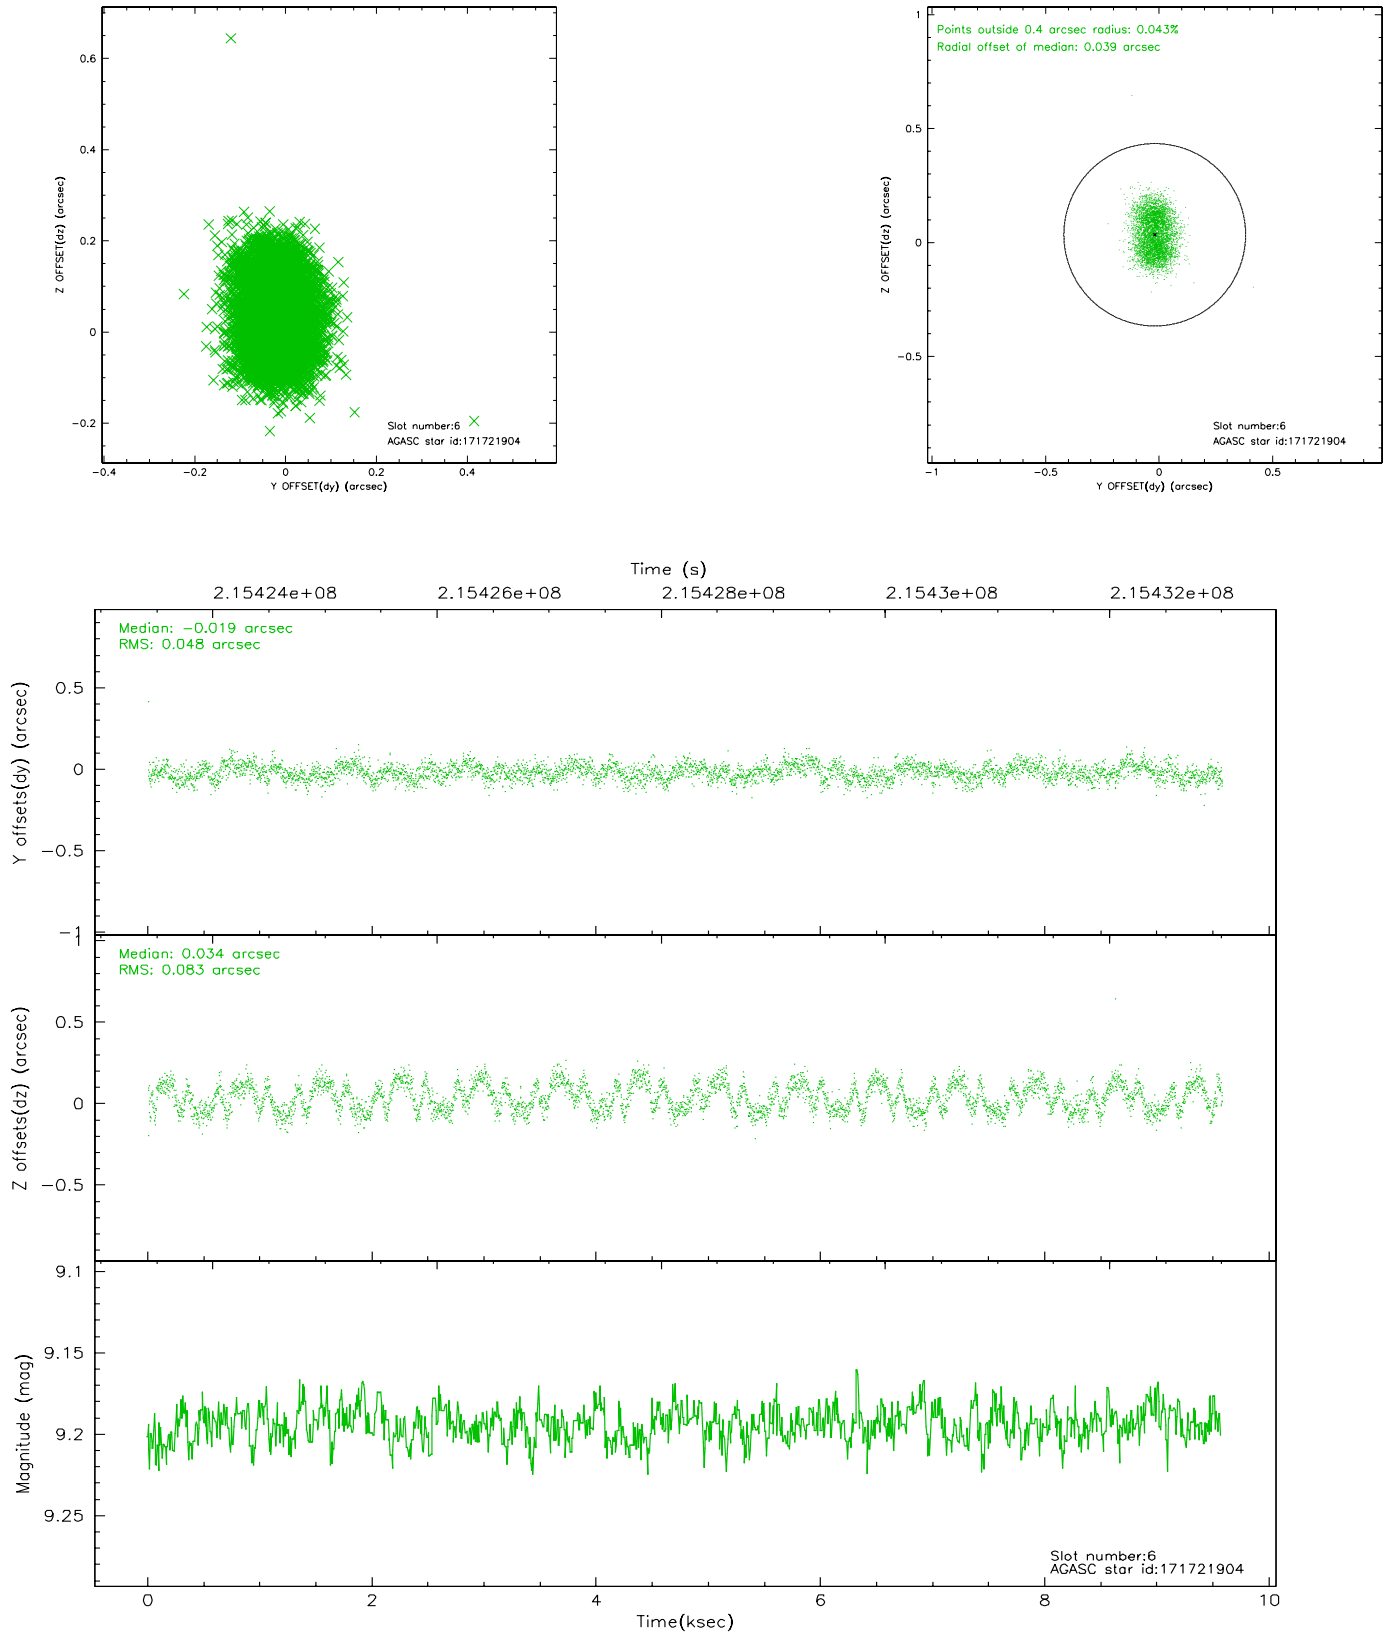 0.6
0.4
0.2
0
-0.2
-0.4
-0.2
0
0.2
0.4
Z OFFSET(dz) (arcsec)
Y OFFSET(dy) (arcsec)
Slot number:6
AGASC star id:171721904
Points outside 0.4 arcsec radius: 0.043%
Radial offset of median: 0.039 arcsec
1
0.5
0
-0.5
-1
-0.5
0
0.5
Z OFFSET(dz) (arcsec)
Y OFFSET(dy) (arcsec)
Slot number:6
AGASC star id:171721904
Time (s)
2.15424e+08 2.15426e+08 2.15428e+08 2.1543e+08 2.15432e+08
Median: -0.019 arcsec
RMS: 0.048 arcsec
0.5
0
-0.5
-1
Y offsets(dy) (arcsec)
Median: 0.034 arcsec
RMS: 0.083 arcsec
1
0.5
0
-0.5
Z offsets(dz) (arcsec)
9.1
9.15
9.2
9.25
Magnitude (mag)
Slot number:6
AGASC star id:171721904
0 2 4 6 8 10
Time(ksec)